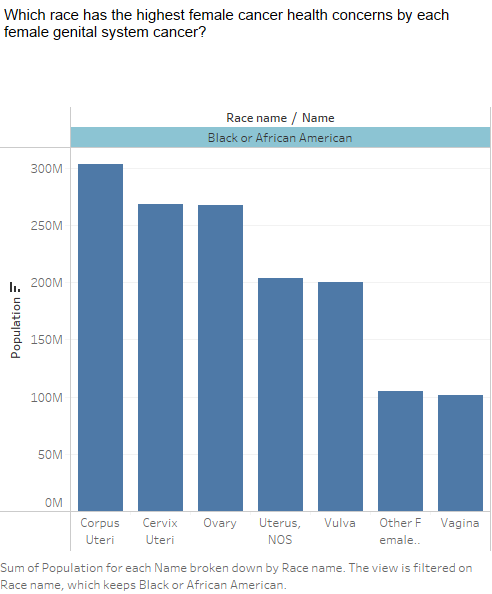 Which race has the highest female cancer health concerns by each
female genital system cancer?
Race name / Name
Black or African American
300M
250M
200M
150M
100M
50M
0M
Population
Corpus
Uteri
Cervix
Uteri
Ovary
Uterus,
NOS
Vulva
Other F
emale..
Vagina
Sum of Population for each Name broken down by Race name. The view is filtered on
Race name, which keeps Black or African American.